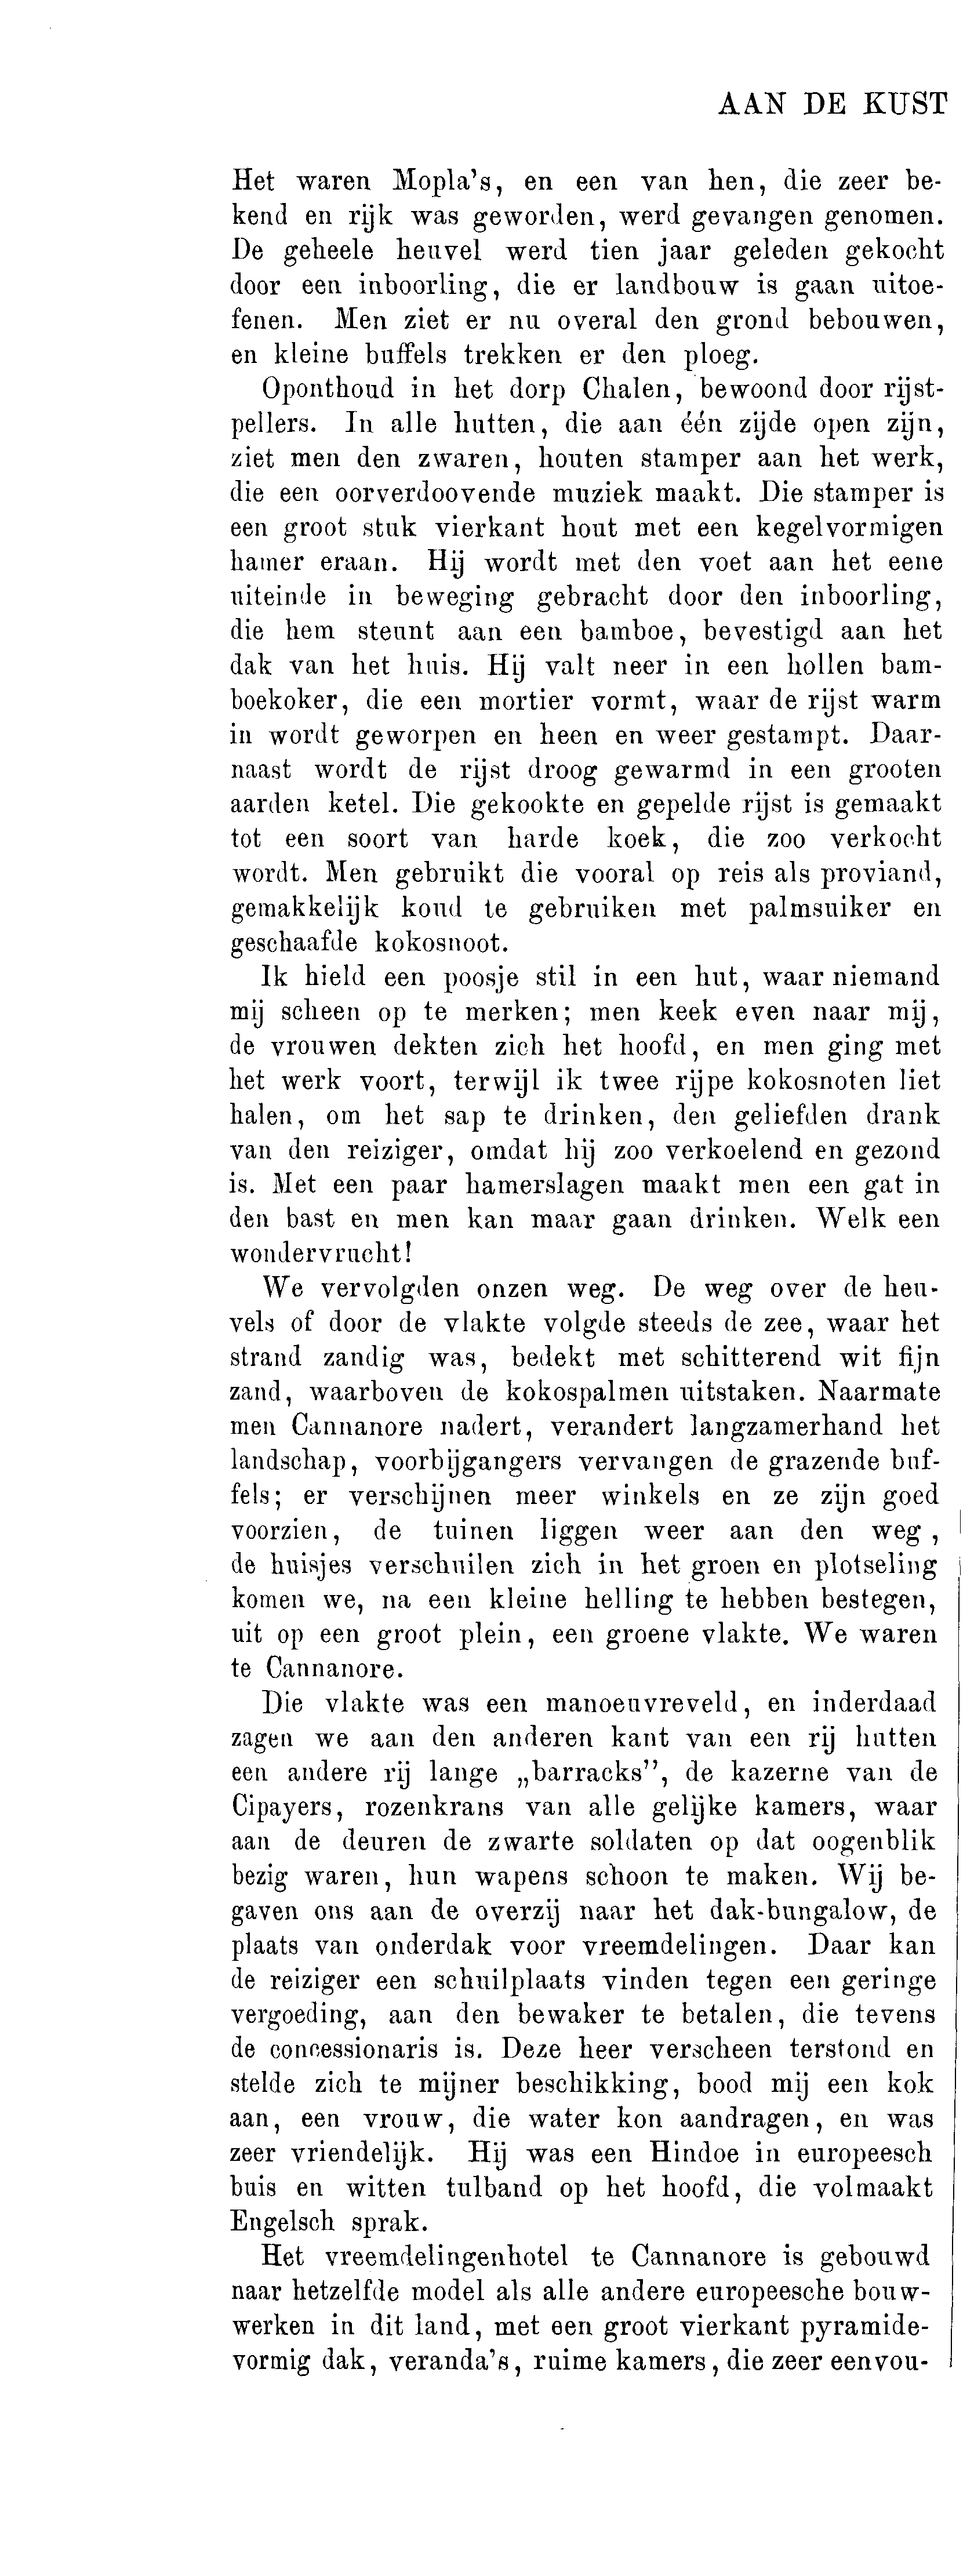 AAN DE KUST
Het waren Mopla's, en een van hen, die zeer be-
kend en rijk was geworden, werd gevangen genomen.
De geheele heuvel werd tien jaar geleden gekocht
door een inboorling, die er landbouw is gaan uitoe-
fenen. Men ziet er nu overal den grond bebouwen,
en kleine buffels trekken er den ploeg.
Oponthoud in het dorp Chalen, bewoond door rijst-
pellers. In alle hutten, die aan één zijde open zijn,
ziet men den zwaren, houten stamper aan het werk,
die een oorverdoovende muziek maakt. Die stamper is
een groot stuk vierkant hout met een kegelvormigen
hamer eraan. Hij wordt met den voet aan het eene
uiteinde in beweging gebracht door den inboorling,
die hem steunt aan een bamboe, bevestigd aan het
dak van het huis. Hij valt neer in een hollen bam-
boekoker, die een mortier vormt, waar de rijst warm
in wordt geworpen en heen en weer gestampt. Daar-
naast wordt de rijst droog gewarmd in een grooten
aarden ketel. Die gekookte en gepelde rijst is gemaakt
tot een soort van harde koek, die zoo verkocht
wordt. Men gebruikt die vooral op reis als proviand,
gemakkelijk koud te gebruiken met palmsuiker en
geschaafde kokosnoot.
Ik hield een poosje stil in een hut, waar niemand
mij scheen op te merken; men keek even naar mij,
de vrouwen dekten zich het hoofd, en men ging met
het werk voort, terwijl ik twee rijpe kokosnoten liet
halen, om het sap te drinken, den geliefden drank
van den reiziger, omdat hij zoo verkoelend en gezond
is. Met een paar hamerslagen maakt men een gat in
den bast en men kan maar gaan drinken. Welk een
wondervrucht!
We vervolgden onzen weg. De weg over de heu-
vels of door de vlakte volgde steeds de zee, waar het
strand zandig was, bedekt met schitterend wit fijn
zand, waarboven de kokospalmen uitstaken. Naarmate
men Cannanore nadert, verandert langzamerhand het
landschap, voorbijgangers vervangen de grazende buf-
fels; er verschijnen meer winkels en ze zijn goed
voorzien, de tuinen liggen weer aan den weg,
de huisjes verschuilen zich in het groen en plotseling
komen we, na een kleine helling te hebben bestegen,
uit op een groot plein, een groene vlakte. We waren
te Cannanore.
Die vlakte was een manoeuvreveld, en inderdaad
zagen we aan den anderen kant van een rij hutten
een andere rij lange „barracks”, de kazerne van de
Cipayers, rozenkrans van alle gelijke kamers, waar
aan de deuren de zwarte soldaten op dat oogenblik
bezig waren, hun wapens schoon te maken. Wij be-
gaven ons aan de overzij naar het dak-bungalow, de
plaats van onderdak voor vreemdelingen. Daar kan
de reiziger een schuilplaats vinden tegen een geringe
vergoeding, aan den bewaker te betalen, die tevens
de concessionaris is. Deze heer verscheen terstond en
stelde zich te mijner beschikking, bood mij een kok
aan, een vrouw, die water kon aandragen, en was
zeer vriendelijk. Hij was een Hindoe in europeesch
buis en witten tulband op het hoofd, die volmaakt
Engelsch sprak.
Het vreemdelingenhotel te Cannanore is gebouwd
naar hetzelfde model als alle andere europeesche bouw-
werken in dit land, met een groot vierkant pyramide-
vormig dak, veranda's, ruime kamers, die zeer eenvou-